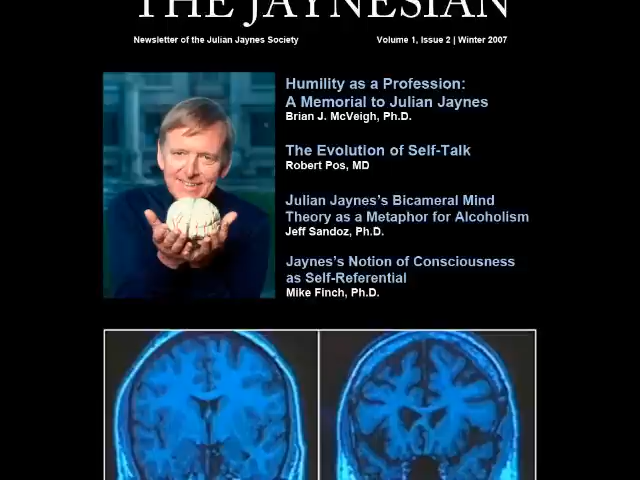 THE JAYNESIAN
Newsletter of the Julian Jaynes Society
Volume 1, Issue 2 | Winter 2007
Humility as a Profession:
A Memorial to Julian Jaynes
Brian J. McVeigh, Ph.D.
The Evolution of Self-Talk
Robert Pos, MD
Julian Jaynes's Bicameral Mind
Theory as a Metaphor for Alcoholism
Jeff Sandoz, Ph.D.
Jaynes's Notion of Consciousness
as Self-Referential
Mike Finch, Ph.D.